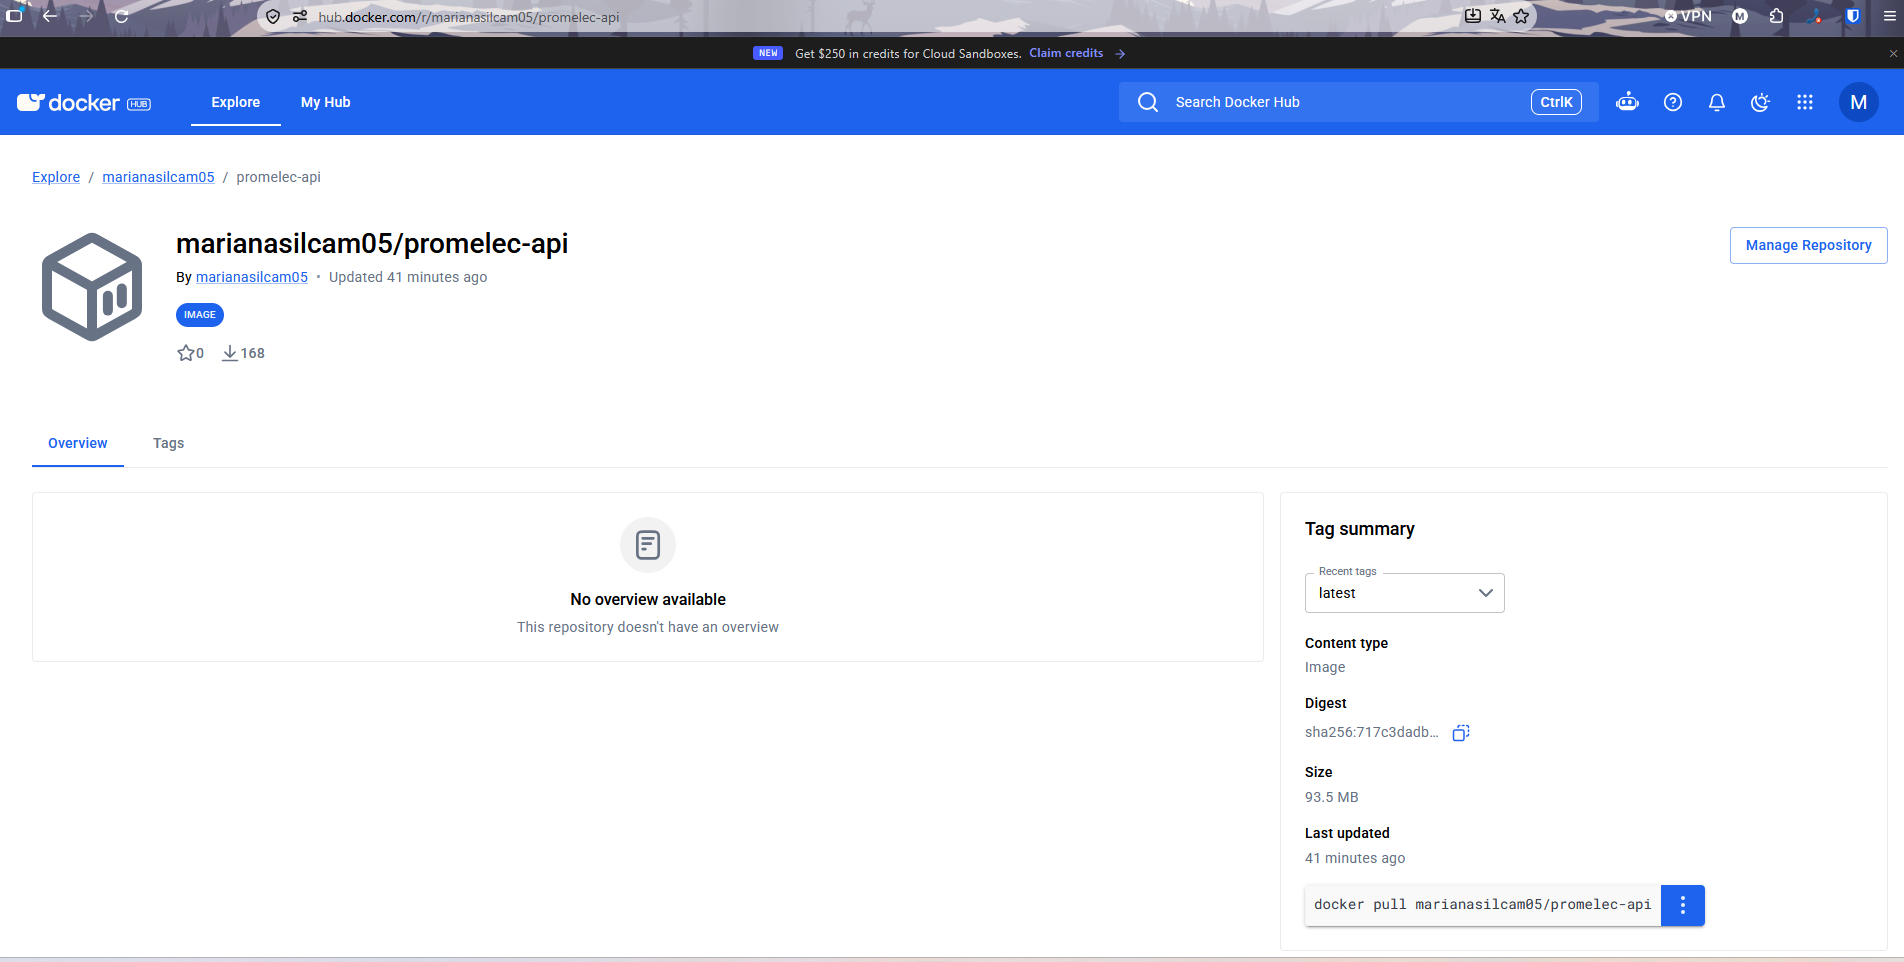 hub.docker.com/r/marianasilcam05/promelec-api
VPN
M
NEW Get $250 in credits for Cloud Sandboxes. Claim credits →
docker HUB
Explore
My Hub
Search Docker Hub
CtrlK
M
Explore / marianasilcam05 / promelec-api
marianasilcam05/promelec-api
Manage Repository
By marianasilcam05 • Updated 41 minutes ago
IMAGE
0 168
Overview
Tags
No overview available
This repository doesn't have an overview
Tag summary
Recent tags
latest
Content type
Image
Digest
sha256:717c3dadb…
Size
93.5 MB
Last updated
41 minutes ago
docker pull marianasilcam05/promelec-api